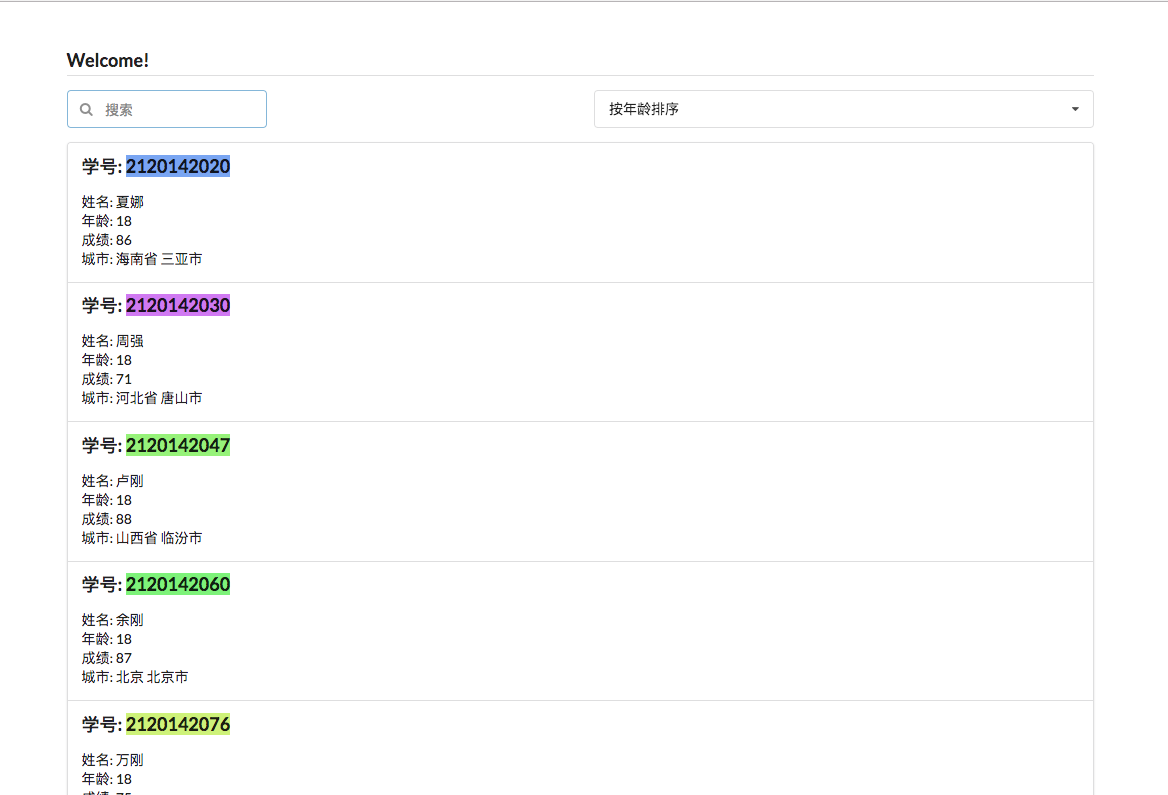 Welcome!
搜索
按年龄排序
学号: 2120142020
姓名: 夏娜
年龄: 18
成绩: 86
城市: 海南省 三亚市
学号: 2120142030
姓名: 周强
年龄: 18
成绩: 71
城市: 河北省 唐山市
学号: 2120142047
姓名: 卢刚
年龄: 18
成绩: 88
城市: 山西省 临汾市
学号: 2120142060
姓名: 余刚
年龄: 18
成绩: 87
城市: 北京 北京市
学号: 2120142076
姓名: 万刚
年龄: 18